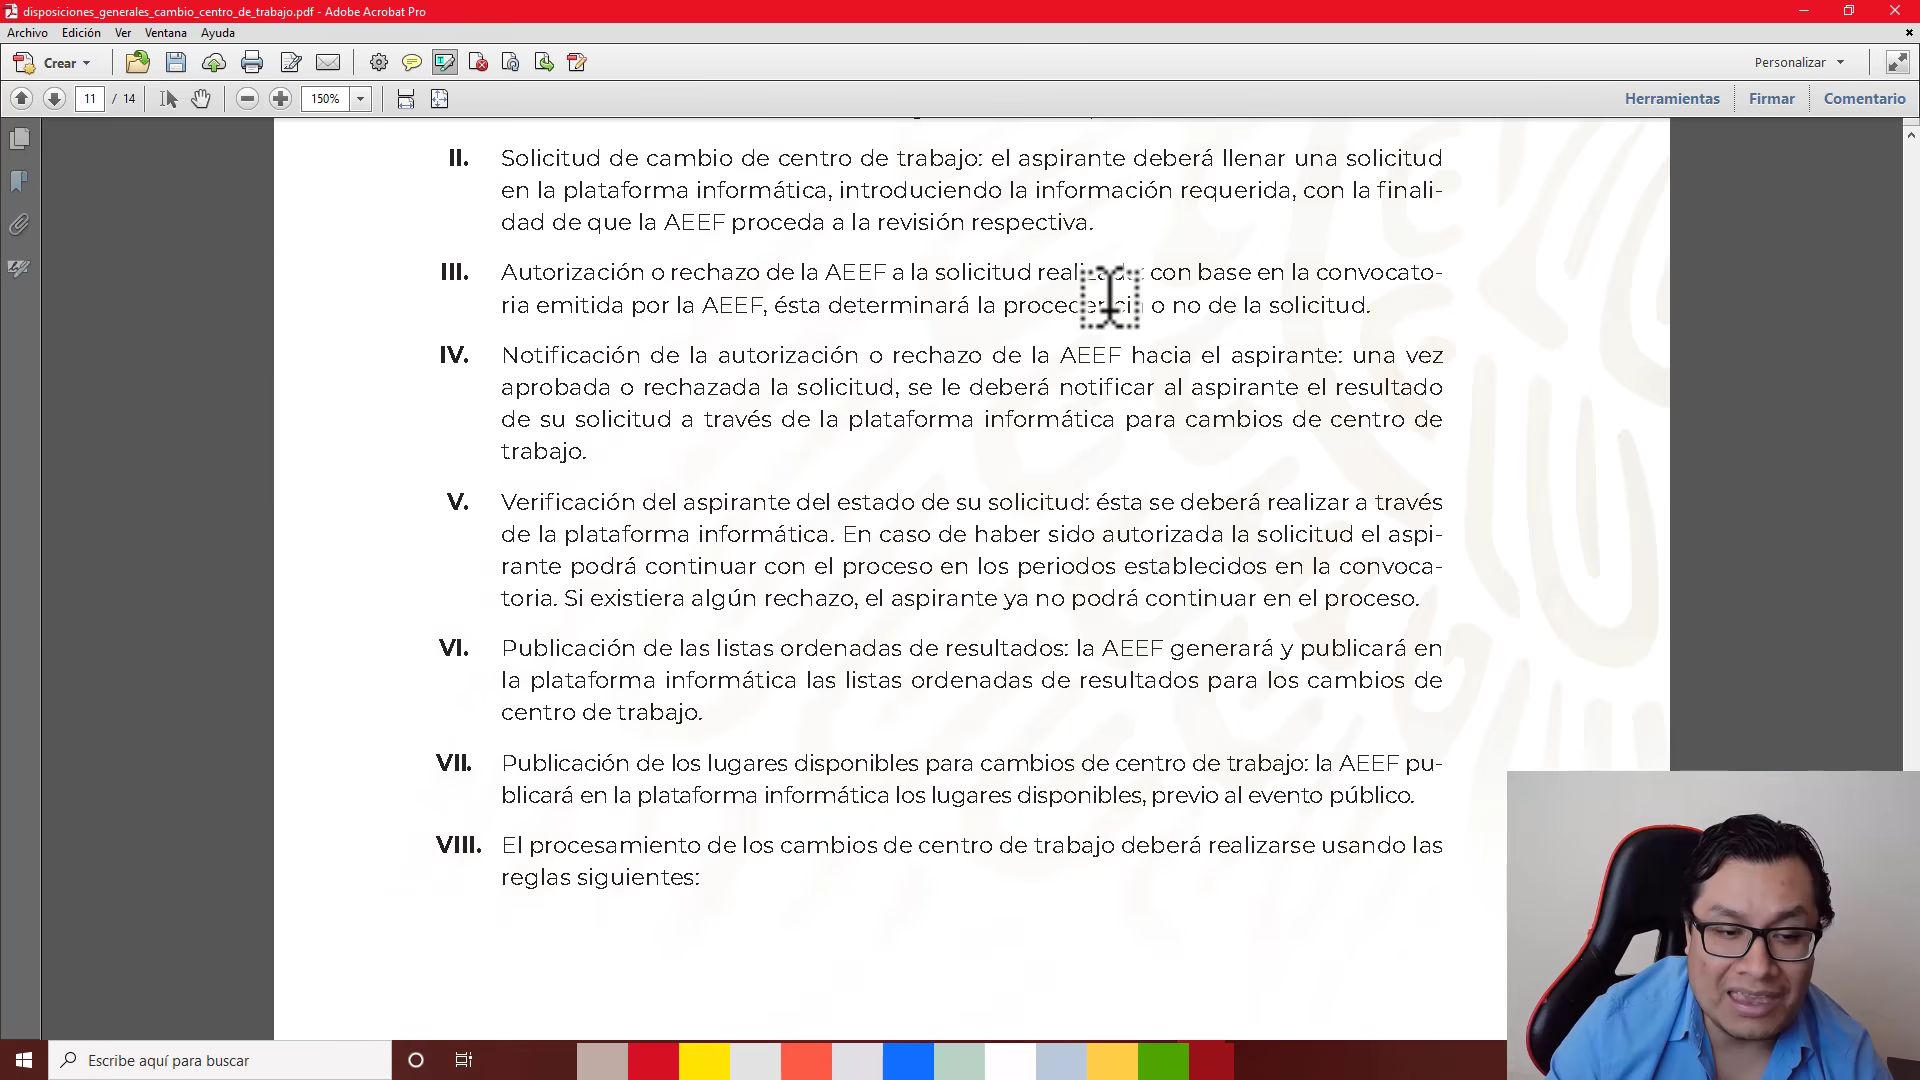 disposiciones_generales_cambio_centro_de_trabajo.pdf - Adobe Acrobat Pro
Archivo Edición Ver Ventana Ayuda
Crear
Personalizar
11 / 14
150%
Herramientas Firmar Comentario
II. Solicitud de cambio de centro de trabajo: el aspirante deberá llenar una solicitud
en la plataforma informática, introduciendo la información requerida, con la finali-
dad de que la AEEF proceda a la revisión respectiva.
III. Autorización o rechazo de la AEEF a la solicitud con base en la convocato-
ria emitida por la AEEF, ésta determinará la o no de la solicitud.
IV. Notificación de la autorización o rechazo de la AEEF hacia el aspirante: una vez
aprobada o rechazada la solicitud, se le deberá notificar al aspirante el resultado
de su solicitud a través de la plataforma informática para cambios de centro de
trabajo.
V. Verificación del aspirante del estado de su solicitud: ésta se deberá realizar a través
de la plataforma informática. En caso de haber sido autorizada la solicitud el aspi-
rante podrá continuar con el proceso en los periodos establecidos en la convoca-
toria. Si existiera algún rechazo, el aspirante ya no podrá continuar en el proceso.
VI. Publicación de las listas ordenadas de resultados: la AEEF generará y publicará en
la plataforma informática las listas ordenadas de resultados para los cambios de
centro de trabajo.
VII. Publicación de los lugares disponibles para cambios de centro de trabajo: la AEEF pu-
blicará en la plataforma informática los lugares disponibles, previo al evento público.
VIII. El procesamiento de los cambios de centro de trabajo deberá realizarse usando las
reglas siguientes:
Escribe aquí para buscar